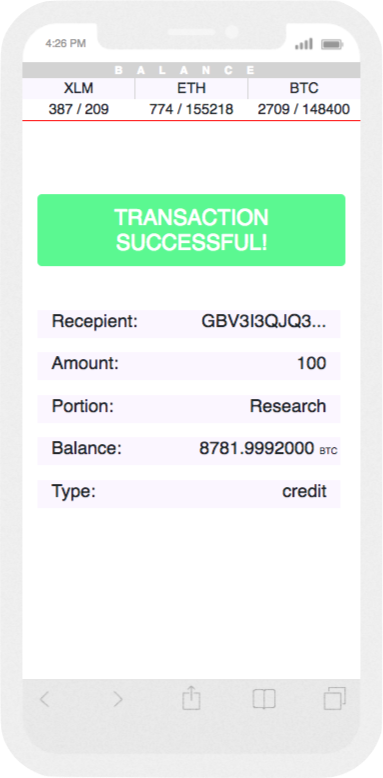 4:26 PM
BALANCE
XLM ETH BTC
387 / 209 774 / 155218 2709 / 148400
TRANSACTION
SUCCESSFUL!
Recepient: GBV3I3QJQ3...
Amount: 100
Portion: Research
Balance: 8781.9992000 BTC
Type: credit